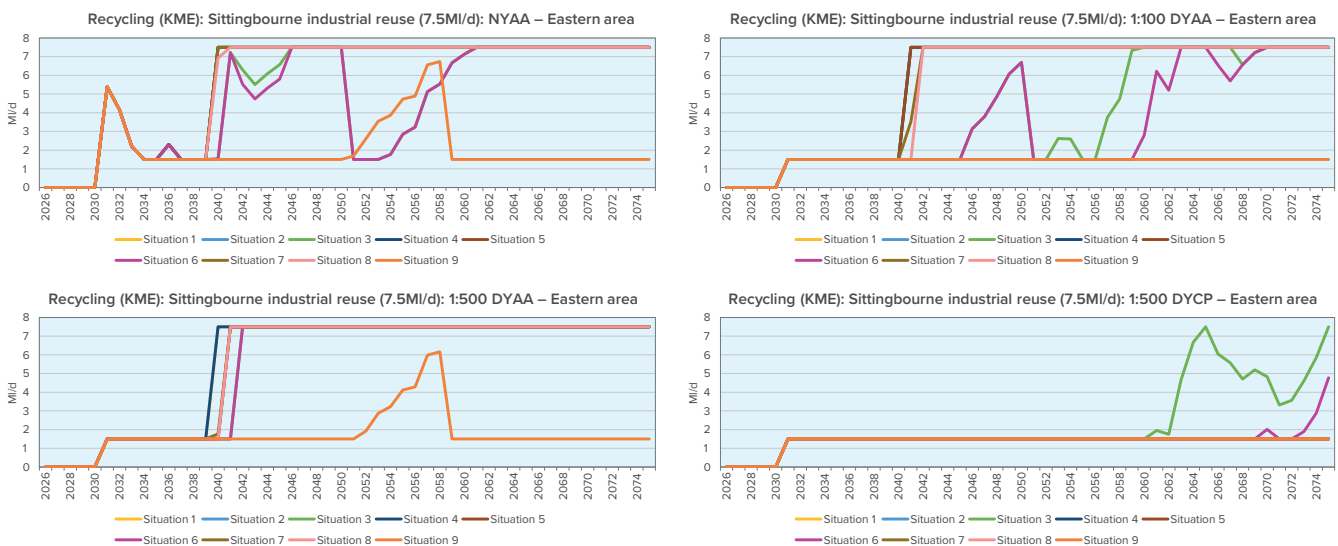 Recycling (KME): Sittingbourne industrial reuse (7.5Ml/d): NYAA – Eastern area
8
7
6
5
4
3
2
1
0
Ml/d
2026 2028 2030 2032 2034 2036 2038 2040 2042 2044 2046 2048 2050 2052 2054 2056 2058 2060 2062 2064 2066 2068 2070 2072 2074
Situation 1 Situation 2 Situation 3 Situation 4 Situation 5
Situation 6 Situation 7 Situation 8 Situation 9
Recycling (KME): Sittingbourne industrial reuse (7.5Ml/d): 1:100 DYAA – Eastern area
8
7
6
5
4
3
2
1
0
Ml/d
2026 2028 2030 2032 2034 2036 2038 2040 2042 2044 2046 2048 2050 2052 2054 2056 2058 2060 2062 2064 2066 2068 2070 2072 2074
Situation 1 Situation 2 Situation 3 Situation 4 Situation 5
Situation 6 Situation 7 Situation 8 Situation 9
Recycling (KME): Sittingbourne industrial reuse (7.5Ml/d): 1:500 DYAA – Eastern area
8
7
6
5
4
3
2
1
0
Ml/d
2026 2028 2030 2032 2034 2036 2038 2040 2042 2044 2046 2048 2050 2052 2054 2056 2058 2060 2062 2064 2066 2068 2070 2072 2074
Situation 1 Situation 2 Situation 3 Situation 4 Situation 5
Situation 6 Situation 7 Situation 8 Situation 9
Recycling (KME): Sittingbourne industrial reuse (7.5Ml/d): 1:500 DYCP – Eastern area
8
7
6
5
4
3
2
1
0
Ml/d
2026 2028 2030 2032 2034 2036 2038 2040 2042 2044 2046 2048 2050 2052 2054 2056 2058 2060 2062 2064 2066 2068 2070 2072 2074
Situation 1 Situation 2 Situation 3 Situation 4 Situation 5
Situation 6 Situation 7 Situation 8 Situation 9